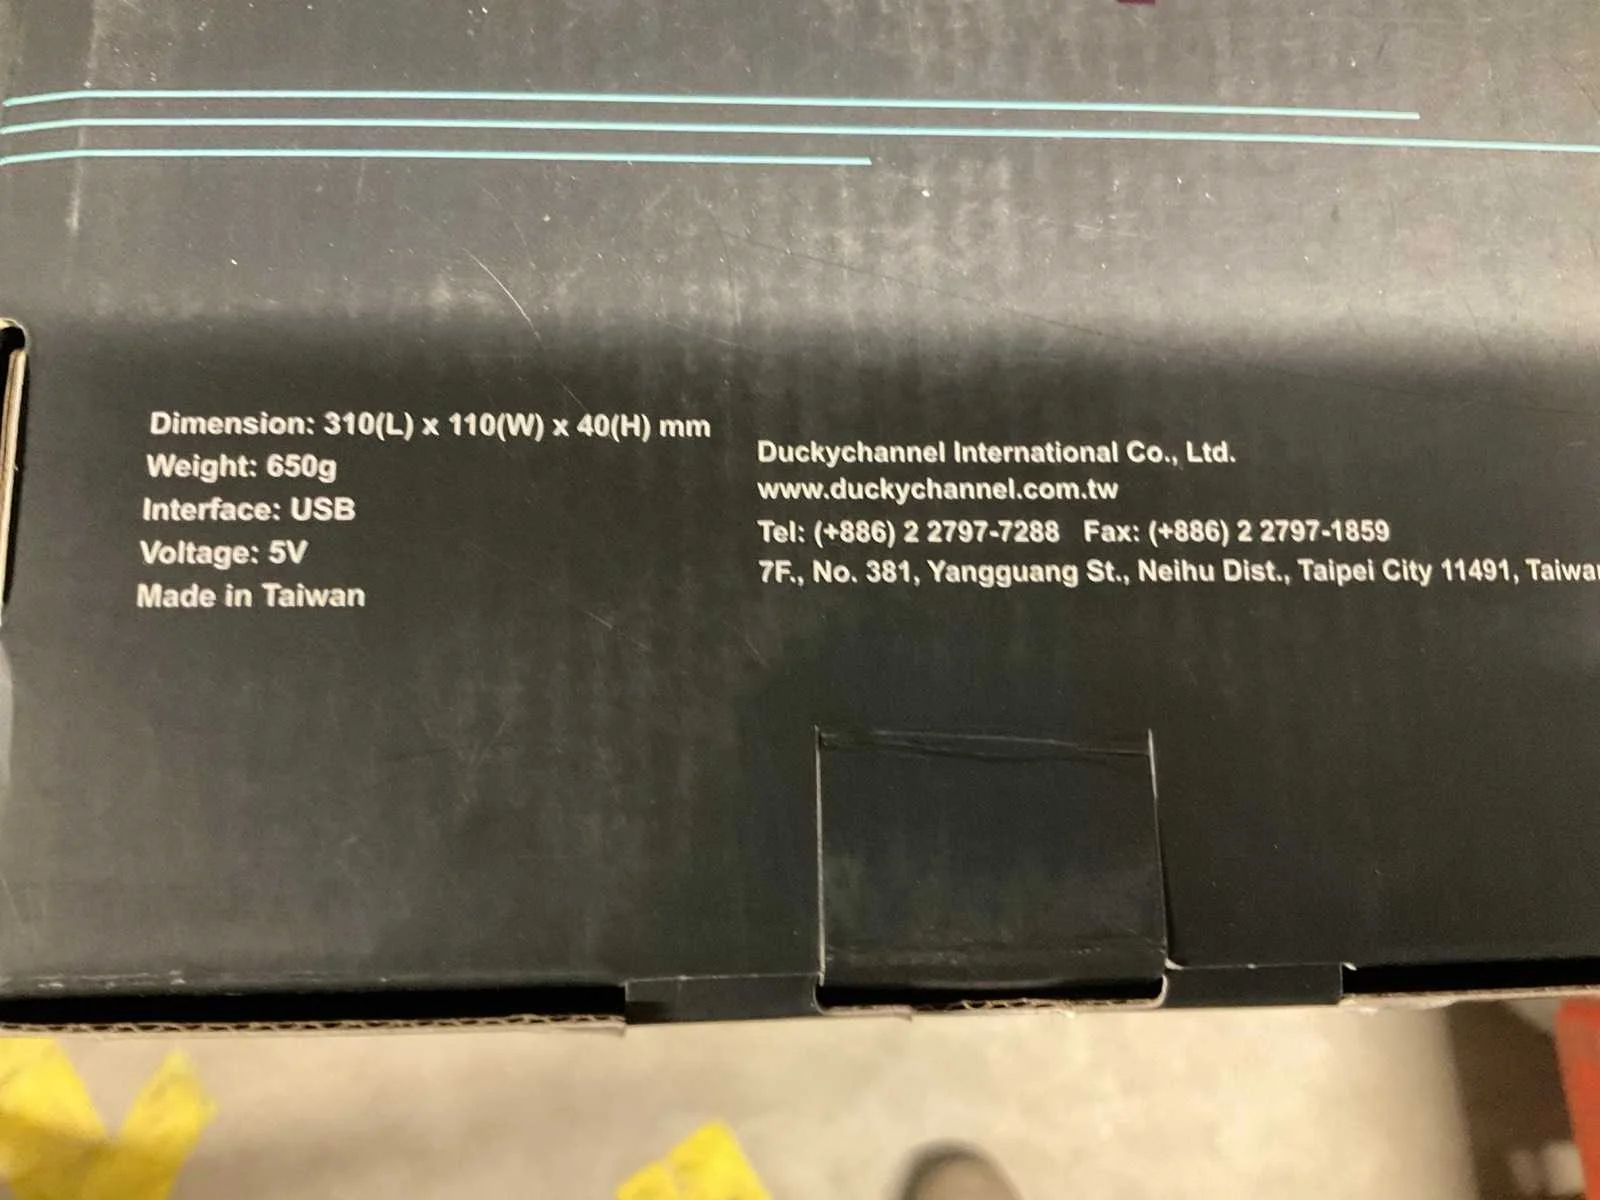 Dimension: 310(L) x 110(W) x 40(H) mm
Weight: 650g
Interface: USB
Voltage: 5V
Made in Taiwan
Duckychannel International Co., Ltd.
www.duckychannel.com.tw
Tel: (+886) 2 2797-7288 Fax: (+886) 2 2797-1859
7F., No. 381, Yangguang St., Neihu Dist., Taipei City 11491, Taiwan